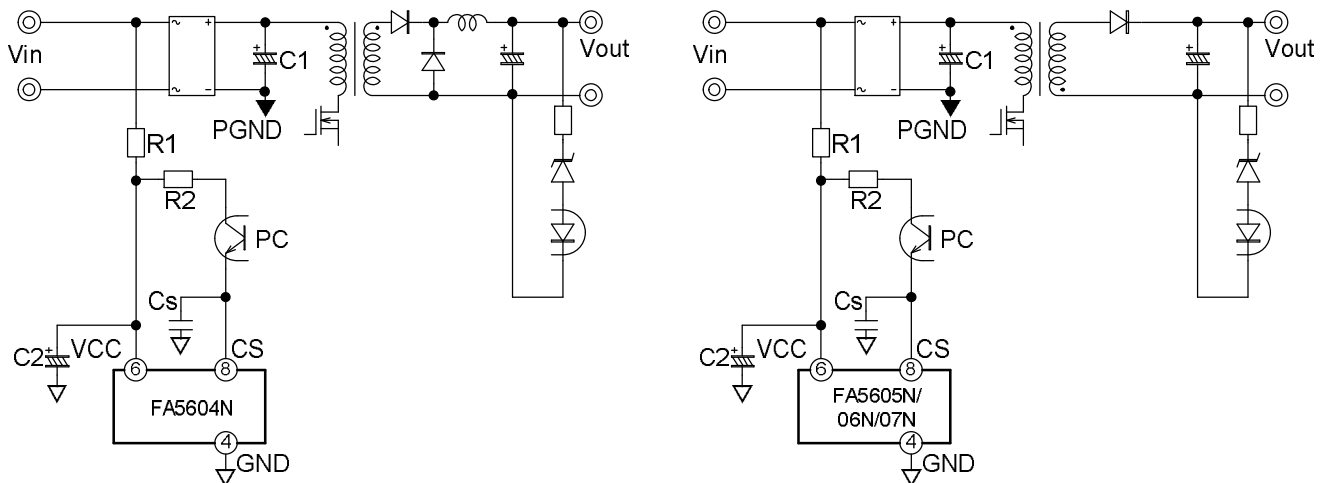 Vin
~ +
~ −
+
C1
PGND
+
Vout
R1
R2
PC
Cs
C2
+
VCC
CS
6
8
FA5604N
4
GND
Vin
~ +
~ −
+
C1
PGND
+
Vout
R1
R2
PC
Cs
C2
+
VCC
CS
6
8
FA5605N/
06N/07N
4
GND